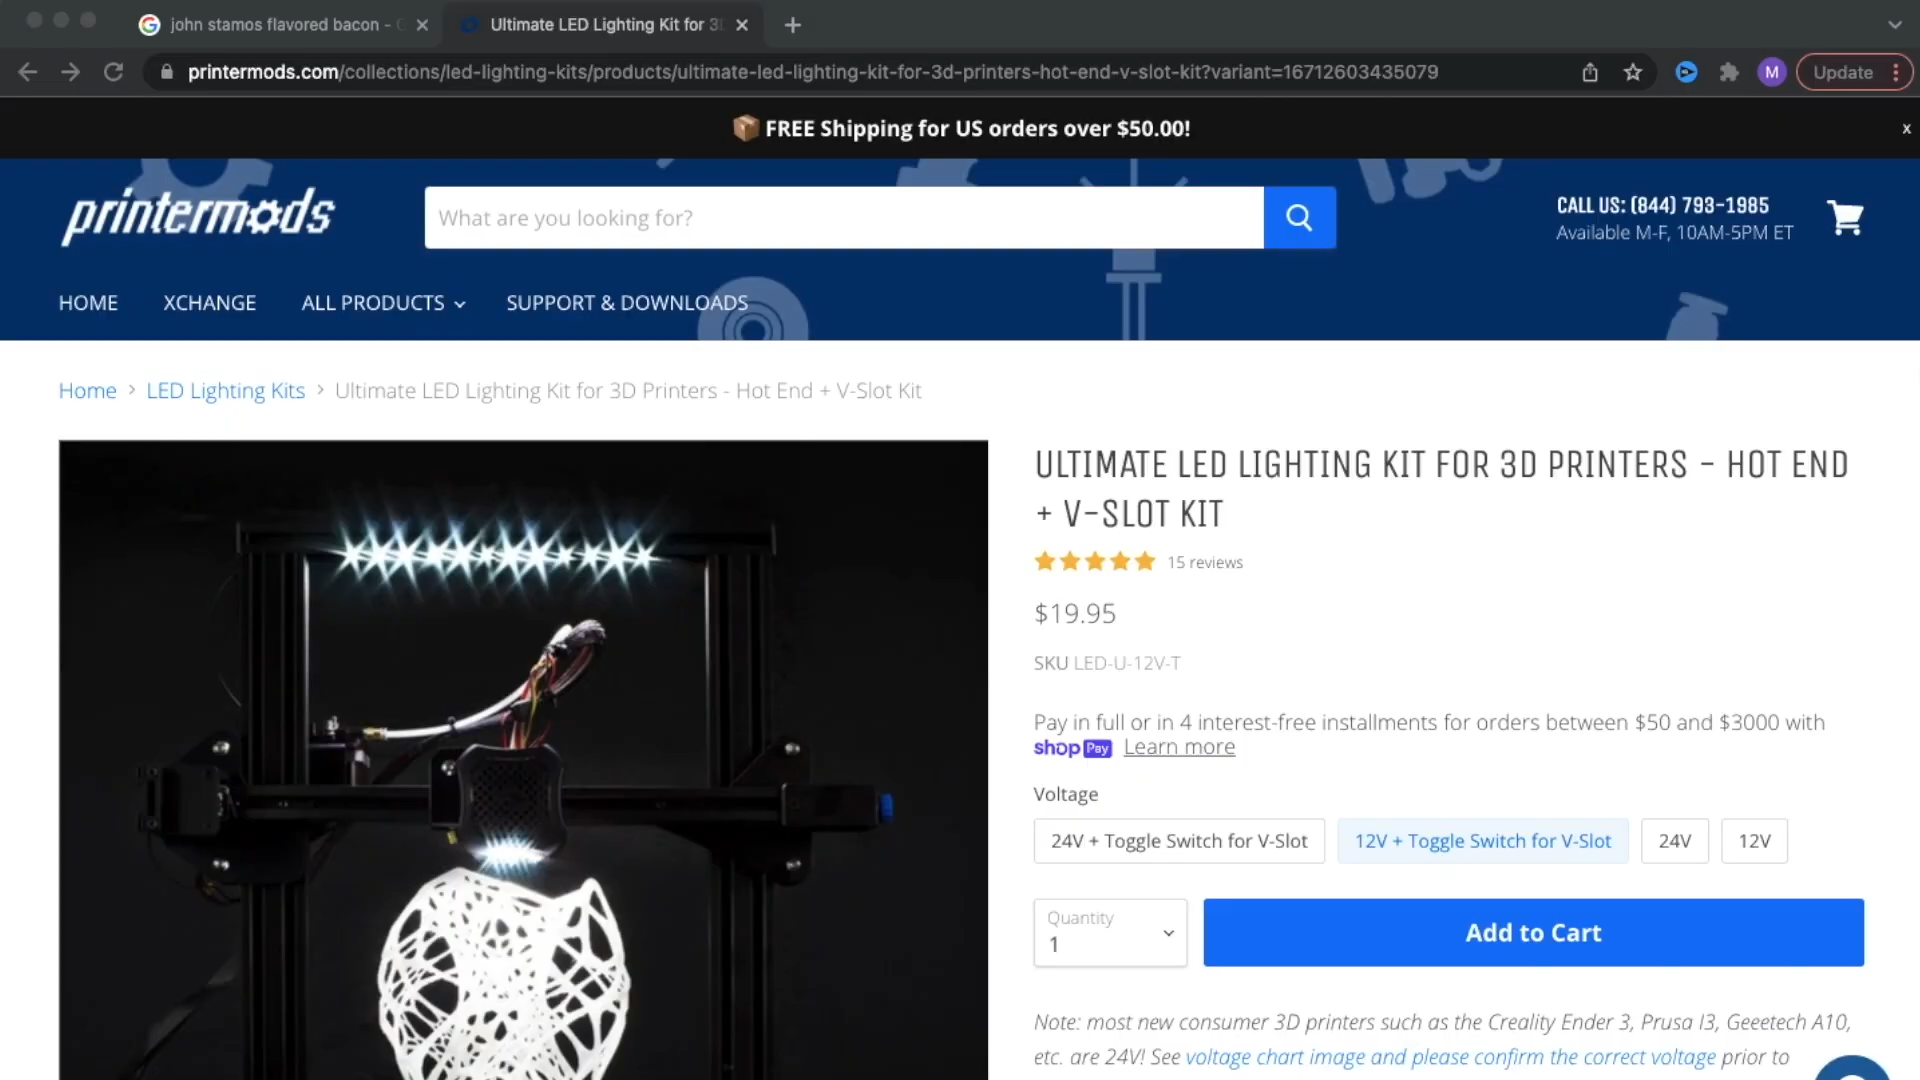 john stamos flavored bacon -
Ultimate LED Lighting Kit for 3
printermods.com/collections/led-lighting-kits/products/ultimate-led-lighting-kit-for-3d-printers-hot-end-v-slot-kit?variant=16712603435079
M
Update
FREE Shipping for US orders over $50.00!
x
printermods
What are you looking for?
CALL US: (844) 793-1985
Available M-F, 10AM-5PM ET
HOME
XCHANGE
ALL PRODUCTS
SUPPORT & DOWNLOADS
Home > LED Lighting Kits > Ultimate LED Lighting Kit for 3D Printers - Hot End + V-Slot Kit
ULTIMATE LED LIGHTING KIT FOR 3D PRINTERS - HOT END
+ V-SLOT KIT
15 reviews
$19.95
SKU LED-U-12V-T
Pay in full or in 4 interest-free installments for orders between $50 and $3000 with
shop Pay Learn more
Voltage
24V + Toggle Switch for V-Slot
12V + Toggle Switch for V-Slot
24V
12V
Quantity
1
Add to Cart
Note: most new consumer 3D printers such as the Creality Ender 3, Prusa I3, Geeetech A10,
etc. are 24V! See voltage chart image and please confirm the correct voltage prior to